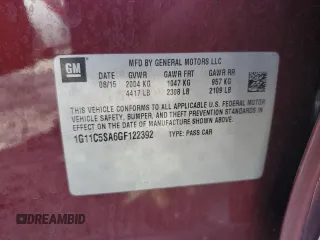 GM
MFD BY GENERAL MOTORS LLC
DATE GVWR GAWR FRT GAWR RR
08/15 2004 KG 1047 KG 957 KG
4417 LB 2308 LB 2109 LB
THIS VEHICLE CONFORMS TO ALL APPLICABLE U.S. FEDERAL MOTOR
VEHICLE SAFETY, BUMPER, AND THEFT PREVENTION STANDARDS
IN EFFECT ON THE DATE OF MANUFACTURE SHOWN ABOVE.
1G11C5SA6GF122392 TYPE: PASS CAR
DREAMBID